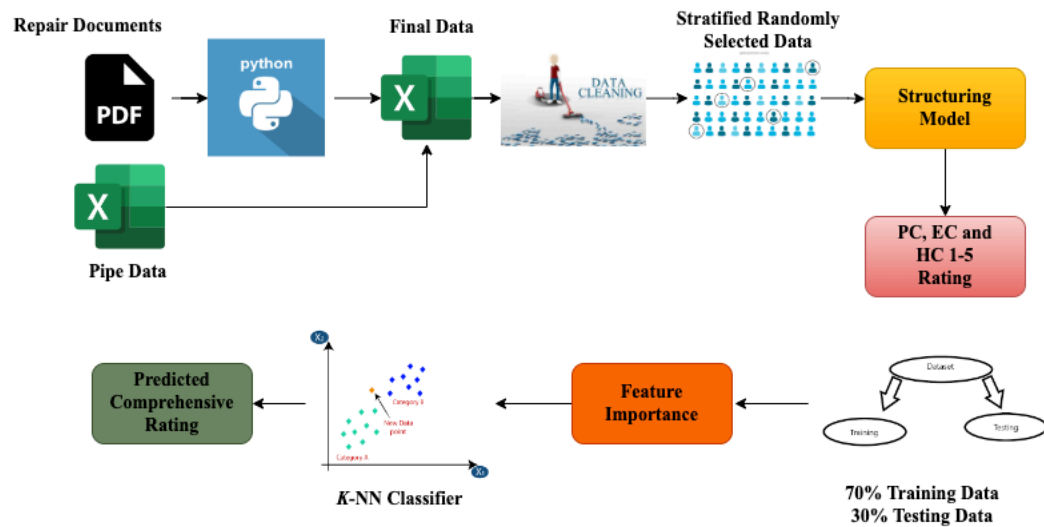 Repair Documents
PDF
python
Final Data
X
DATA
CLEANING
Stratified Randomly
Selected Data
Structuring
Model
X
Pipe Data
PC, EC and
HC 1-5
Rating
Predicted
Comprehensive
Rating
X₂
Category B
New Data
point
Category A
X₁
K-NN Classifier
Feature
Importance
Dataset
Training
Testing
70% Training Data
30% Testing Data